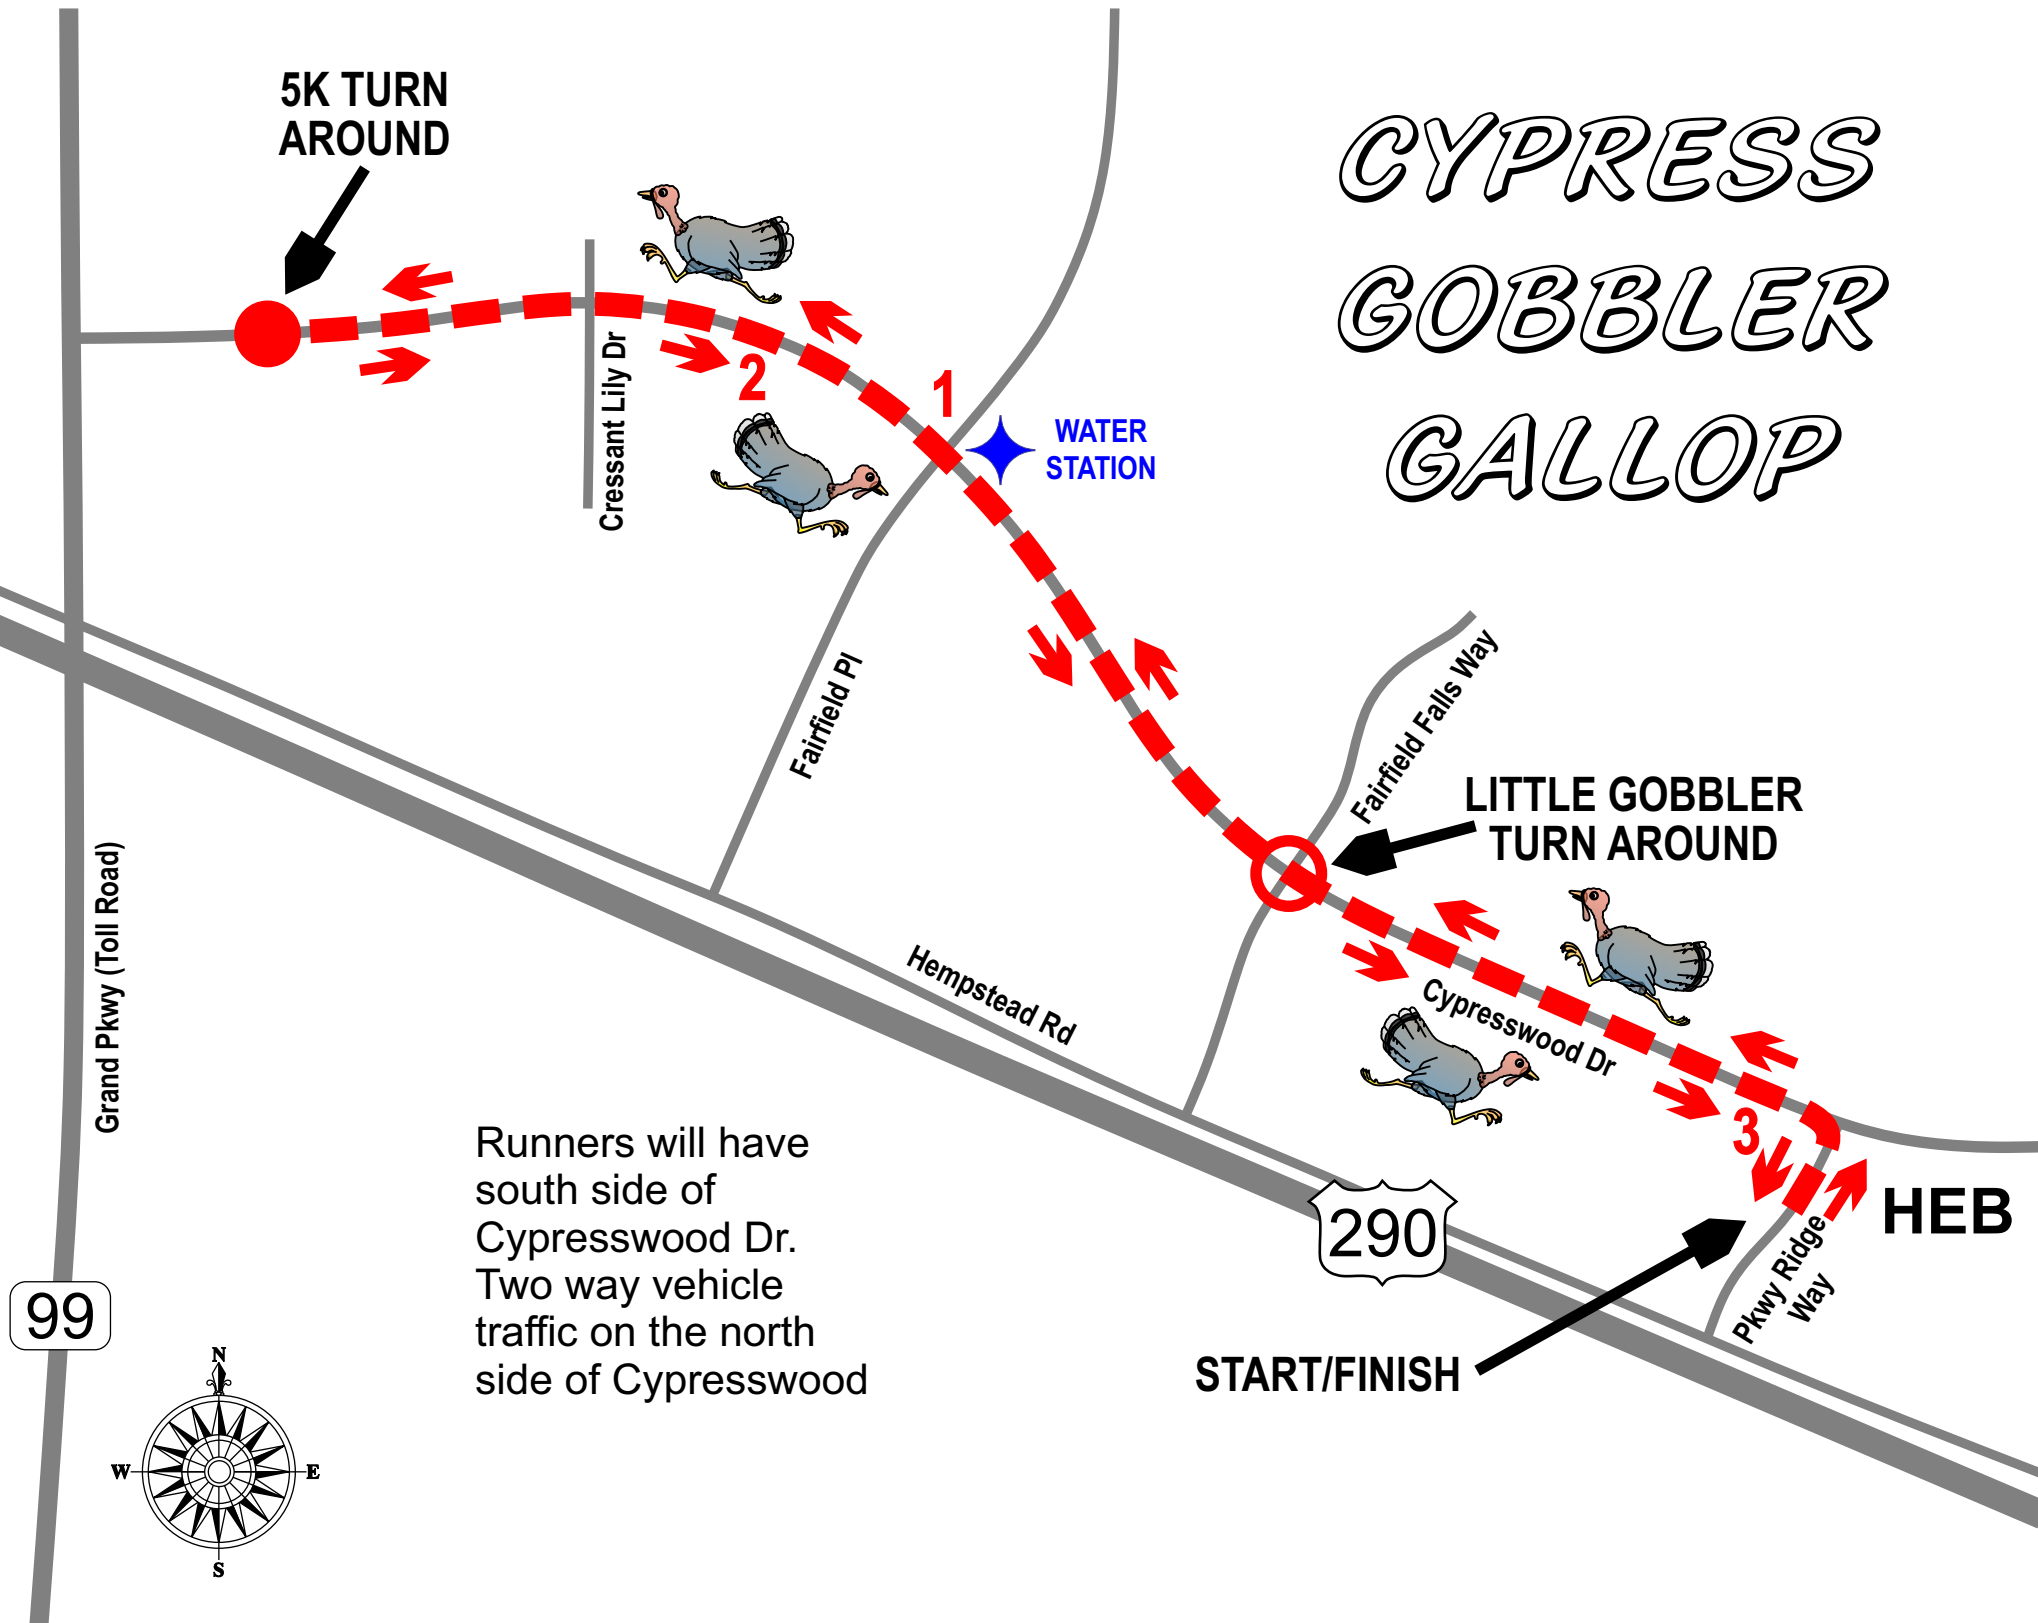 5K TURN
AROUND
CYPRESS
GOBBLER
GALLOP
Cressant Lily Dr
2
1
WATER
STATION
Fairfield Pl
Fairfield Falls Way
LITTLE GOBBLER
TURN AROUND
Grand Pkwy (Toll Road)
Hempstead Rd
Cypresswood Dr
3
HEB
290
Pkwy Ridge
Way
START/FINISH
Runners will have
south side of
Cypresswood Dr.
Two way vehicle
traffic on the north
side of Cypresswood
99
N
W
E
S